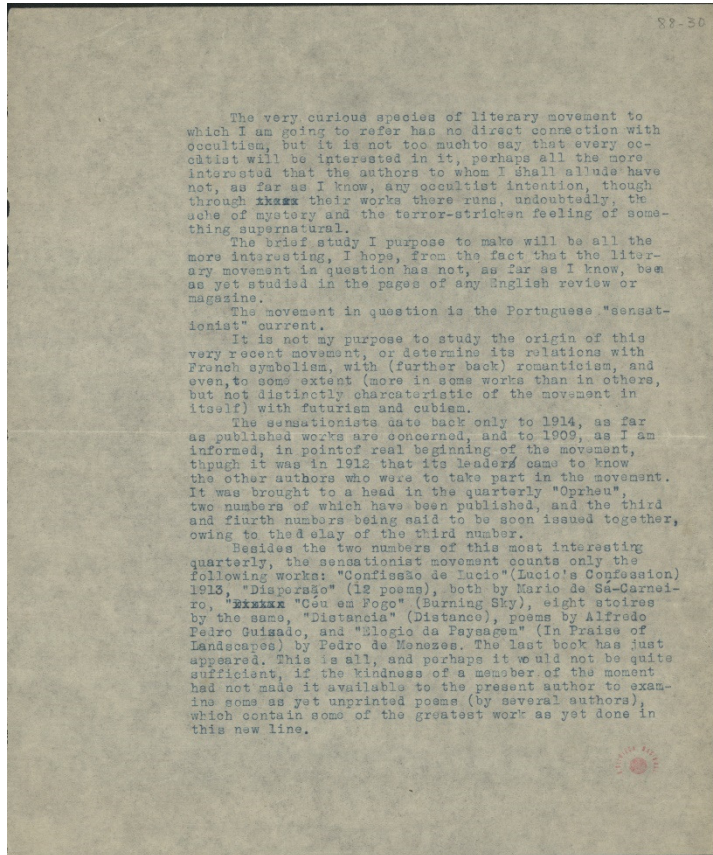 88-30
The very curious species of literary movement to
which I am going to refer has no direct connection with
occultism, but it is not too muchto say that every oc-
cltist will be interested in it, perhaps all the more
interested that the authors to whom I shall allude have
not, as far as I know, any occultist intention, though
through xxxxx their works there runs, undoubtedly, the
ache of mystery and the terror-stricken feeling of some-
thing supernatural.
The brief study I purpose to make will be all the
more interesting, I hope, from the fact that the liter-
ary movement in question has not, as far as I know, been
as yet studied in the pages of any English review or
magazine.
The movement in question is the Portuguese "sensat-
ionist" current.
It is not my purpose to study the origin of this
very recent movement, or determine its relations with
French symbolism, with (further back) romanticism, and
even,to some extent (more in some works than in others,
but not distinctly charcateristic of the movement in
itself) with futurism and cubism.
The sensationists date back only to 1914, as far
as published works are concerned, and to 1909, as I am
informed, in pointof real beginning of the movement,
thpugh it was in 1912 that its leader/ came to know
the other authors who were to take part in the movement.
It was brought to a head in the quarterly "Oprheu",
two numbers of which have been published, and the third
and fiurth numbers being said to be soon issued together,
owing to thed elay of the third number.
Besides the two numbers of this most interesting
quarterly, the sensationist movement counts only the
following works: "Confissão de Lucio"(Lucio's Confession)
1913, "Dispersão" (12 poems), both by Mario de Sá-Carnei-
ro, "xxxxxx "Céu em Fogo" (Burning Sky), eight stoires
by the same, "Distancia" (Distance), poems by Alfredo
Pedro Guisado, and "Elogio da Paysagem" (In Praise of
Landscapes) by Pedro de Menezes. The last book has just
appeared. This is all, and perhaps it would not be quite
sufficient, if the kindness of a member of the moment
had not made it available to the present author to exam-
ine some as yet unprinted poems (by several authors),
which contain some of the greatest work as yet done in
this new line.